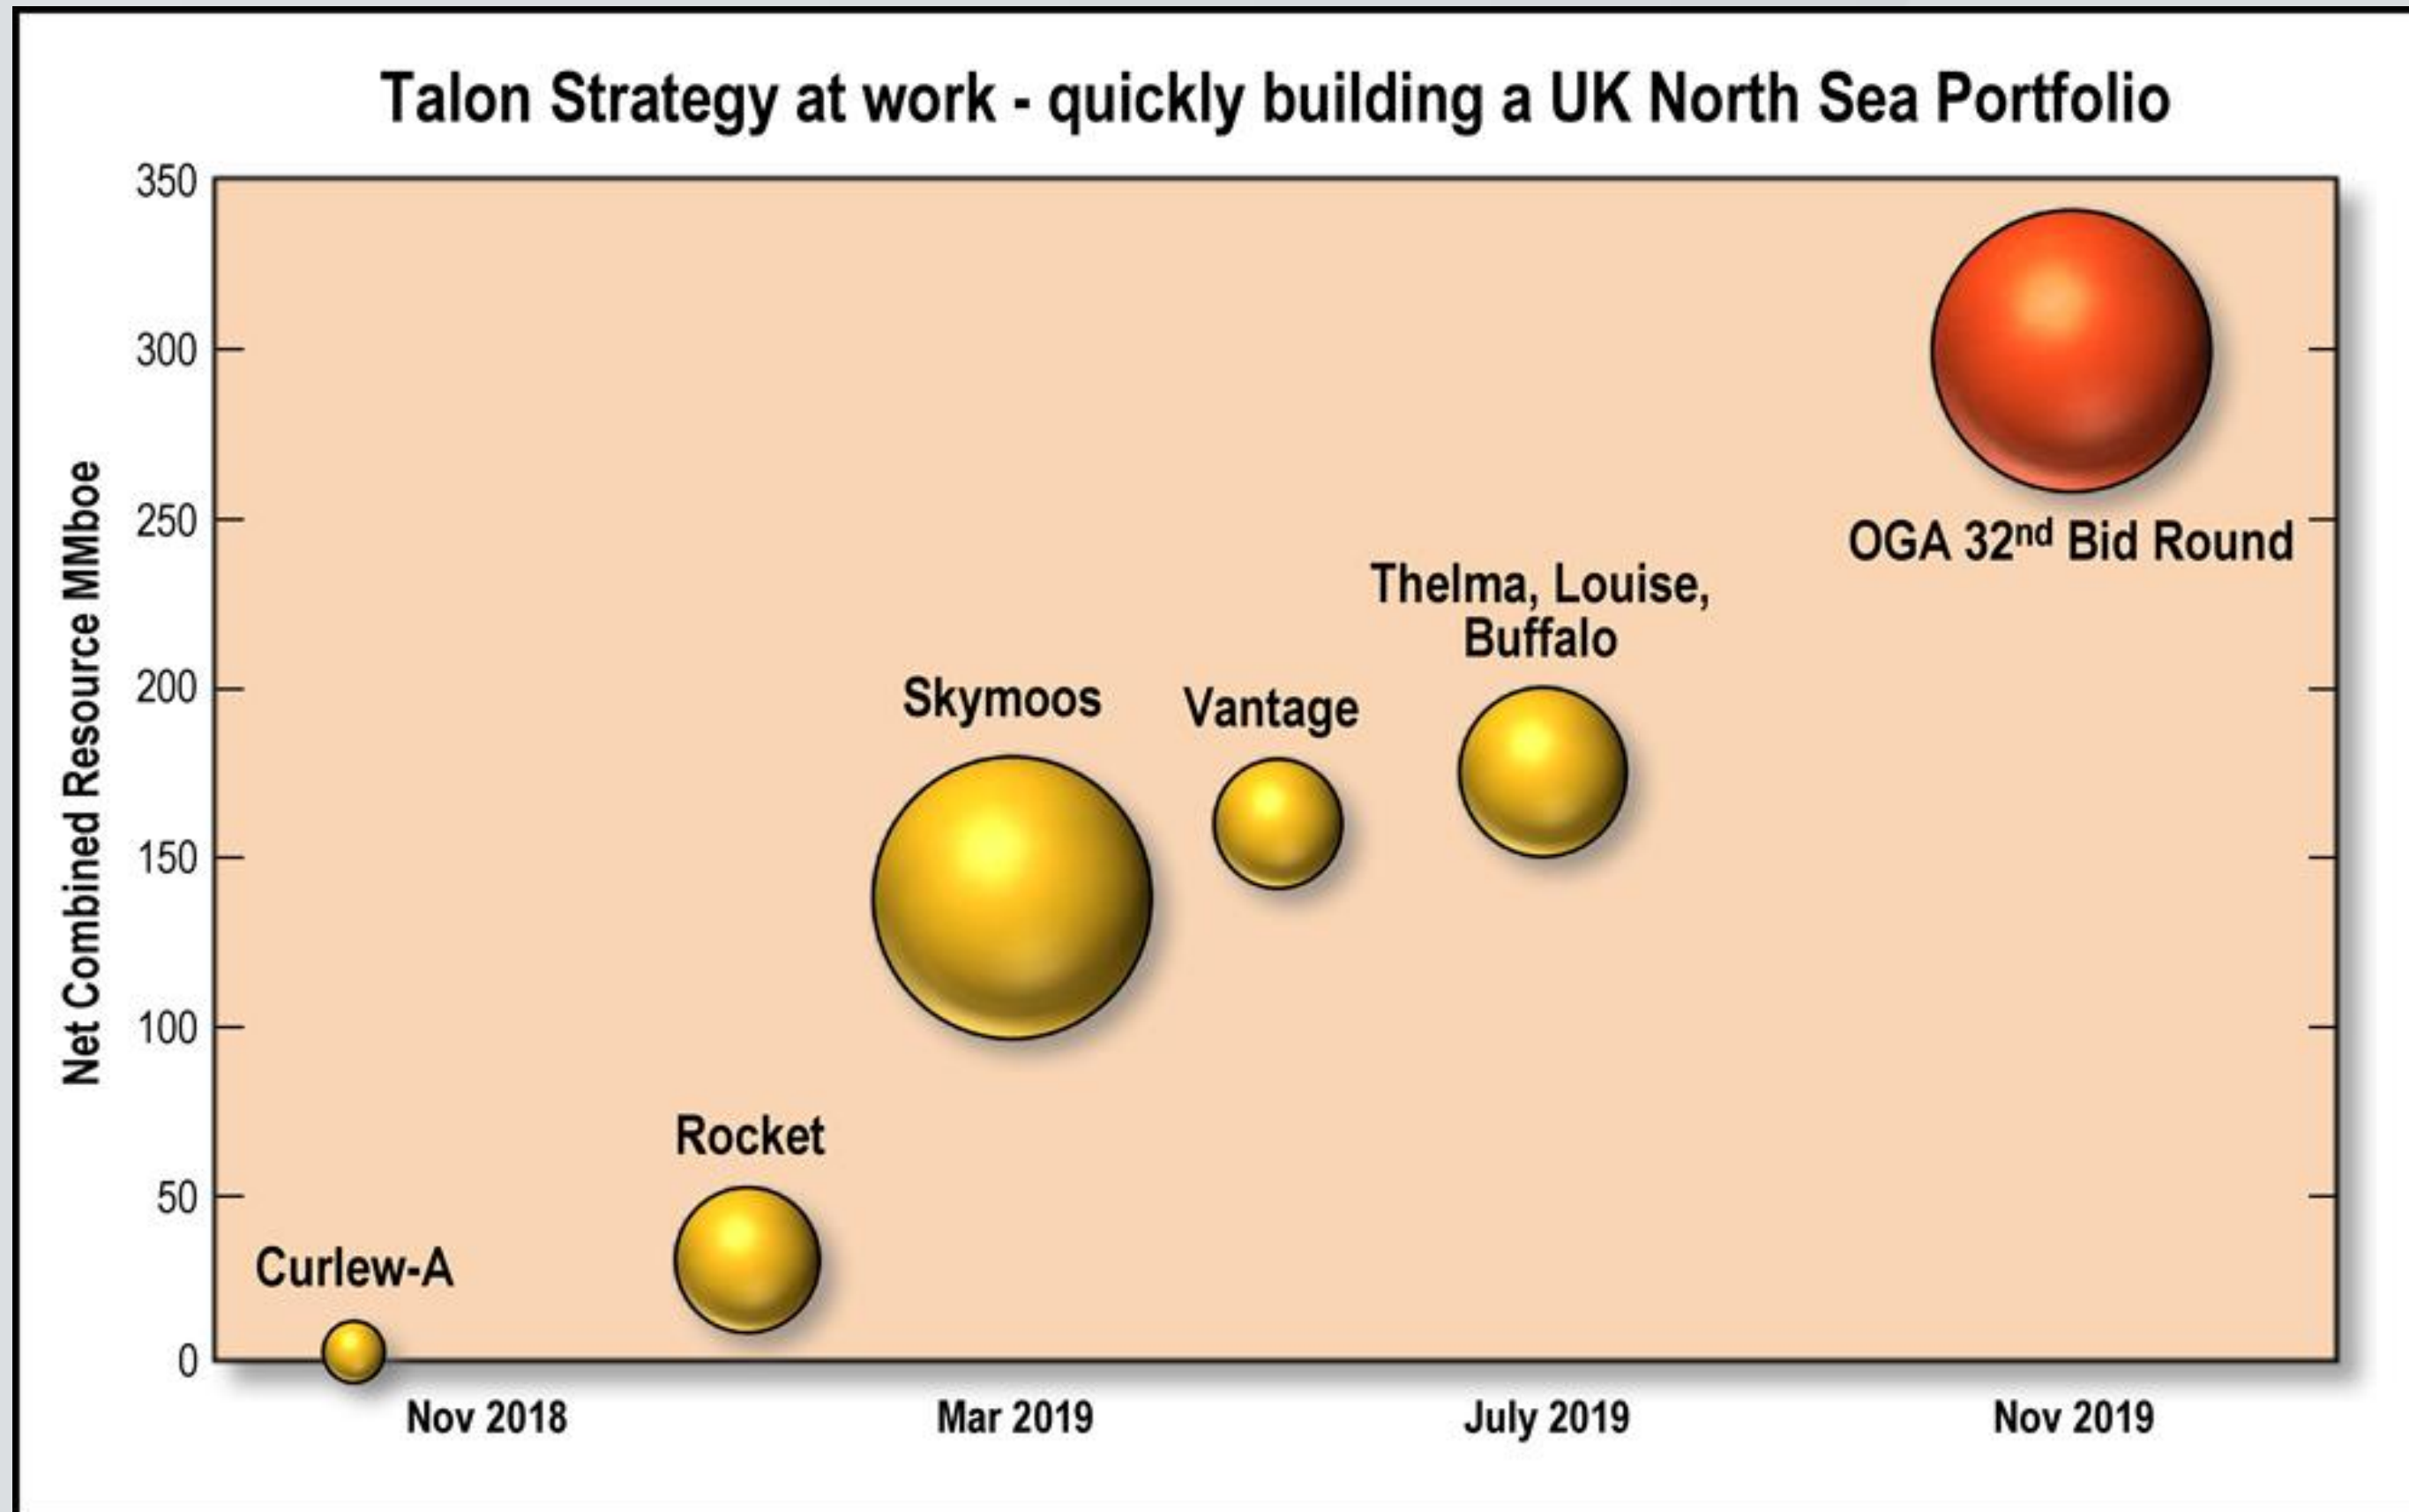 Talon Strategy at work - quickly building a UK North Sea Portfolio
350
300
250
200
150
100
50
0
Net Combined Resource MMboe
OGA 32nd Bid Round
Thelma, Louise,
Buffalo
Skymoos
Vantage
Rocket
Curlew-A
Nov 2018
Mar 2019
July 2019
Nov 2019